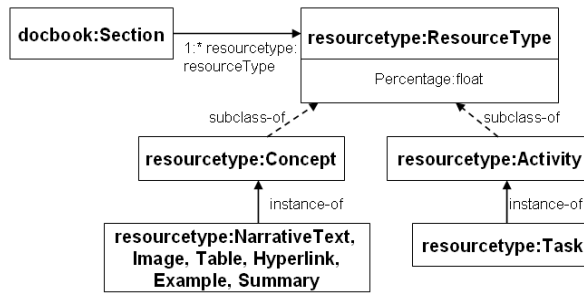 docbook:Section
resourcetype:ResourceType
1:* resourcetype:
resourceType
Percentage:float
subclass-of
subclass-of
resourcetype:Concept
resourcetype:Activity
instance-of
instance-of
resourcetype:NarrativeText,
Image, Table, Hyperlink,
Example, Summary
resourcetype:Task